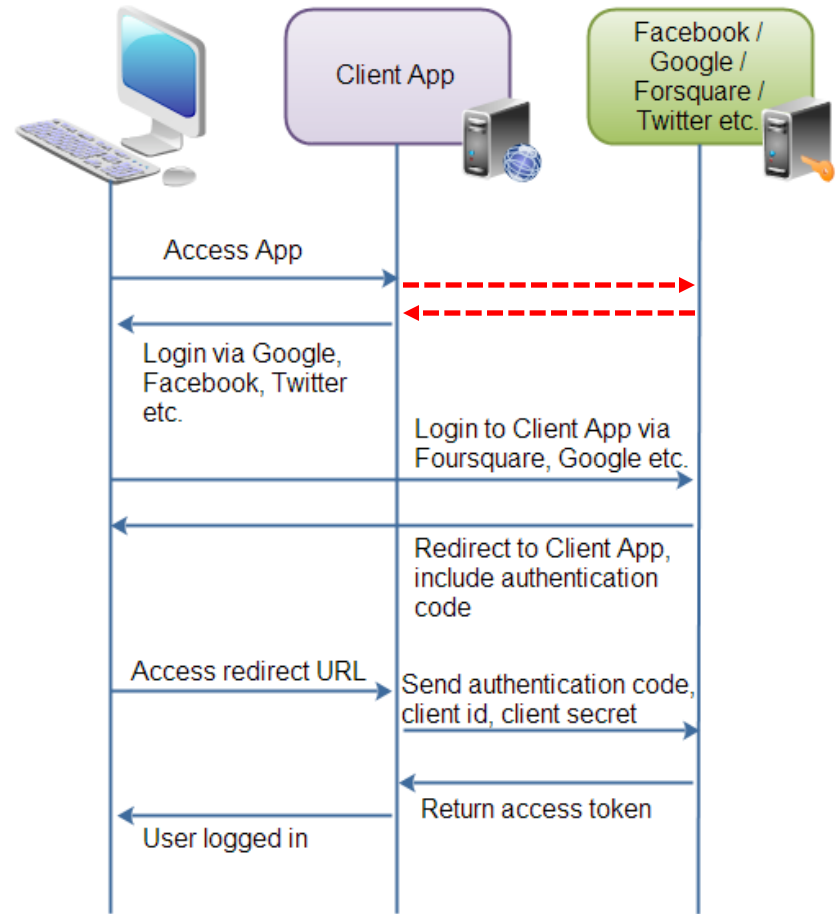 Client App
Facebook /
Google /
Forsquare /
Twitter etc.
Access App
Login via Google,
Facebook, Twitter
etc.
Login to Client App via
Foursquare, Google etc.
Redirect to Client App,
include authentication
code
Access redirect URL
Send authentication code,
client id, client secret
Return access token
User logged in